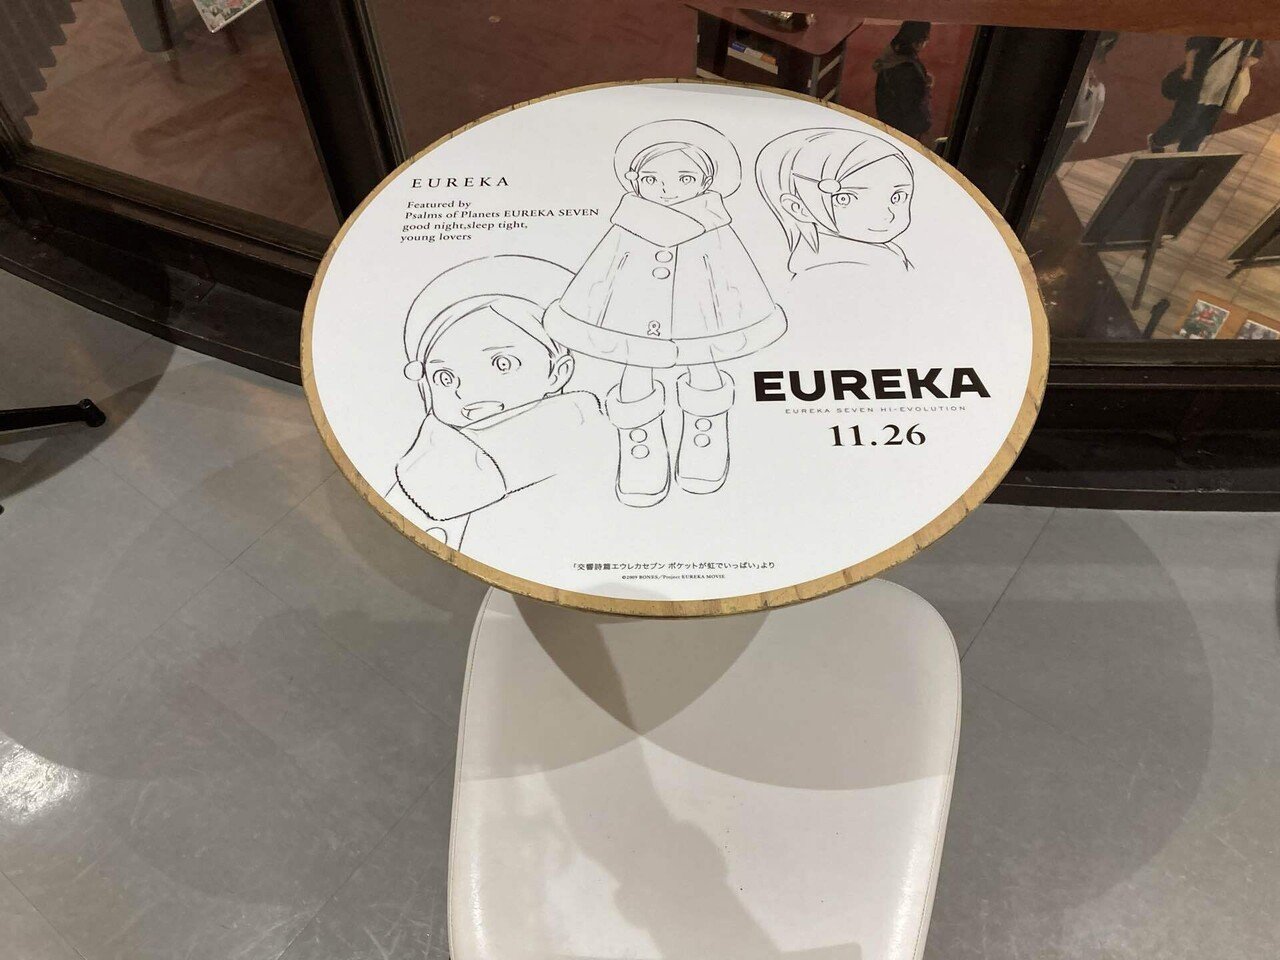 EUREKA
Featured by
Psalms of Planets EUREKA SEVEN
good night,sleep tight,
young lovers
EUREKA
EUREKA SEVEN HI-EVOLUTION
11.26
「交響詩篇エウレカセブン ポケットが虹でいっぱい」より
©2009 BONES/Project EUREKA MOVIE